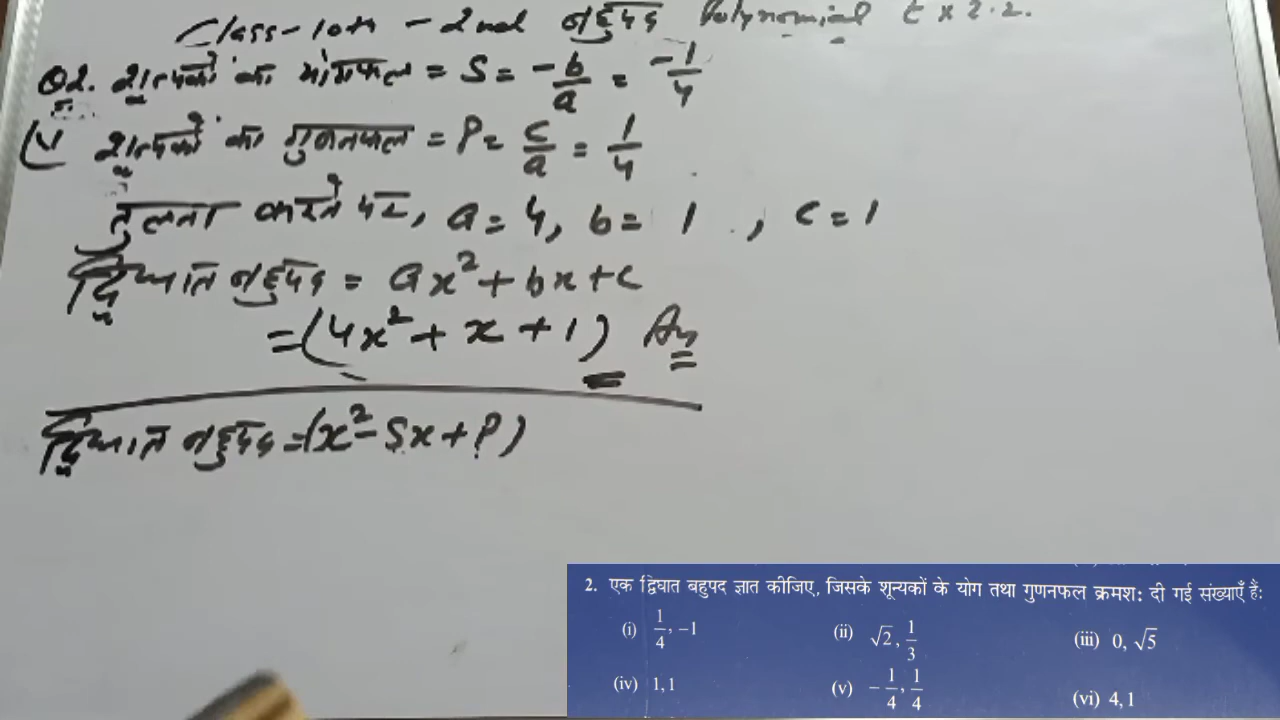 Class-10th - 2nd बहुपद Polynomial Ex 2.2.
Q2. शून्यकों का योगफल = S = -b/a = -1/4
(v शून्यकों का गुणनफल = P = c/a = 1/4
तुलना करने पर, a = 4, b = 1, c = 1
द्विघात बहुपद = ax² + bx + c
= (4x² + x + 1) Ans
द्विघात बहुपद = (x² - Sx + P)
2. एक द्विघात बहुपद ज्ञात कीजिए, जिसके शून्यकों के योग तथा गुणनफल क्रमशः दी गई संख्याएँ हैं:
(i) 1/4, -1 (ii) √2, 1/3 (iii) 0, √5
(iv) 1, 1 (v) -1/4, 1/4 (vi) 4, 1